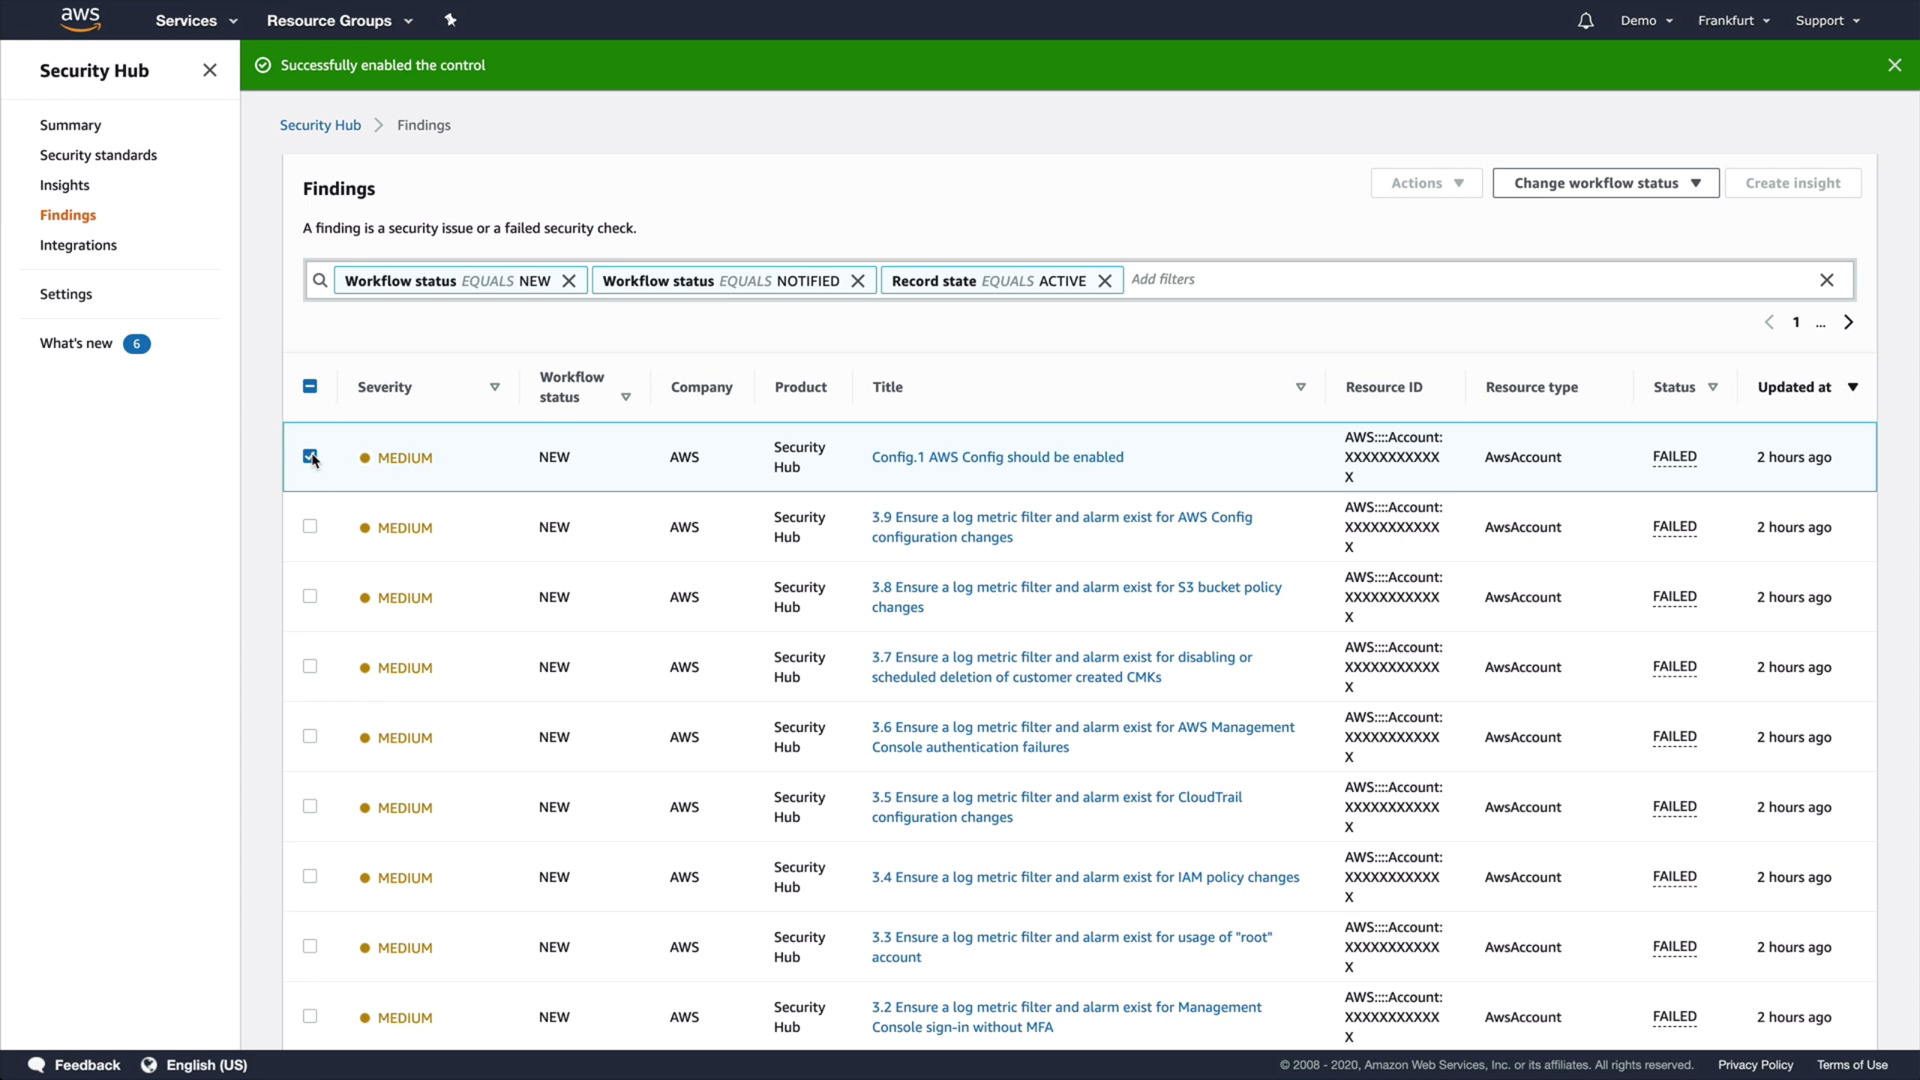 aws Services Resource Groups Demo Frankfurt Support
Security Hub
Successfully enabled the control
Summary
Security standards
Insights
Findings
Integrations
Settings
What's new 6
Security Hub Findings
Findings
Actions Change workflow status Create insight
A finding is a security issue or a failed security check.
Workflow status EQUALS NEW Workflow status EQUALS NOTIFIED Record state EQUALS ACTIVE Add filters
1 ...
Severity Workflow status Company Product Title Resource ID Resource type Status Updated at
MEDIUM NEW AWS Security Hub Config.1 AWS Config should be enabled AWS::::Account: XXXXXXXXXXX X AwsAccount FAILED 2 hours ago
MEDIUM NEW AWS Security Hub 3.9 Ensure a log metric filter and alarm exist for AWS Config configuration changes AWS::::Account: XXXXXXXXXXX X AwsAccount FAILED 2 hours ago
MEDIUM NEW AWS Security Hub 3.8 Ensure a log metric filter and alarm exist for S3 bucket policy changes AWS::::Account: XXXXXXXXXXX X AwsAccount FAILED 2 hours ago
MEDIUM NEW AWS Security Hub 3.7 Ensure a log metric filter and alarm exist for disabling or scheduled deletion of customer created CMKs AWS::::Account: XXXXXXXXXXX X AwsAccount FAILED 2 hours ago
MEDIUM NEW AWS Security Hub 3.6 Ensure a log metric filter and alarm exist for AWS Management Console authentication failures AWS::::Account: XXXXXXXXXXX X AwsAccount FAILED 2 hours ago
MEDIUM NEW AWS Security Hub 3.5 Ensure a log metric filter and alarm exist for CloudTrail configuration changes AWS::::Account: XXXXXXXXXXX X AwsAccount FAILED 2 hours ago
MEDIUM NEW AWS Security Hub 3.4 Ensure a log metric filter and alarm exist for IAM policy changes AWS::::Account: XXXXXXXXXXX X AwsAccount FAILED 2 hours ago
MEDIUM NEW AWS Security Hub 3.3 Ensure a log metric filter and alarm exist for usage of "root" account AWS::::Account: XXXXXXXXXXX X AwsAccount FAILED 2 hours ago
MEDIUM NEW AWS Security Hub 3.2 Ensure a log metric filter and alarm exist for Management Console sign-in without MFA AWS::::Account: XXXXXXXXXXX X AwsAccount FAILED 2 hours ago
Feedback English (US) © 2008 - 2020, Amazon Web Services, Inc. or its affiliates. All rights reserved. Privacy Policy Terms of Use